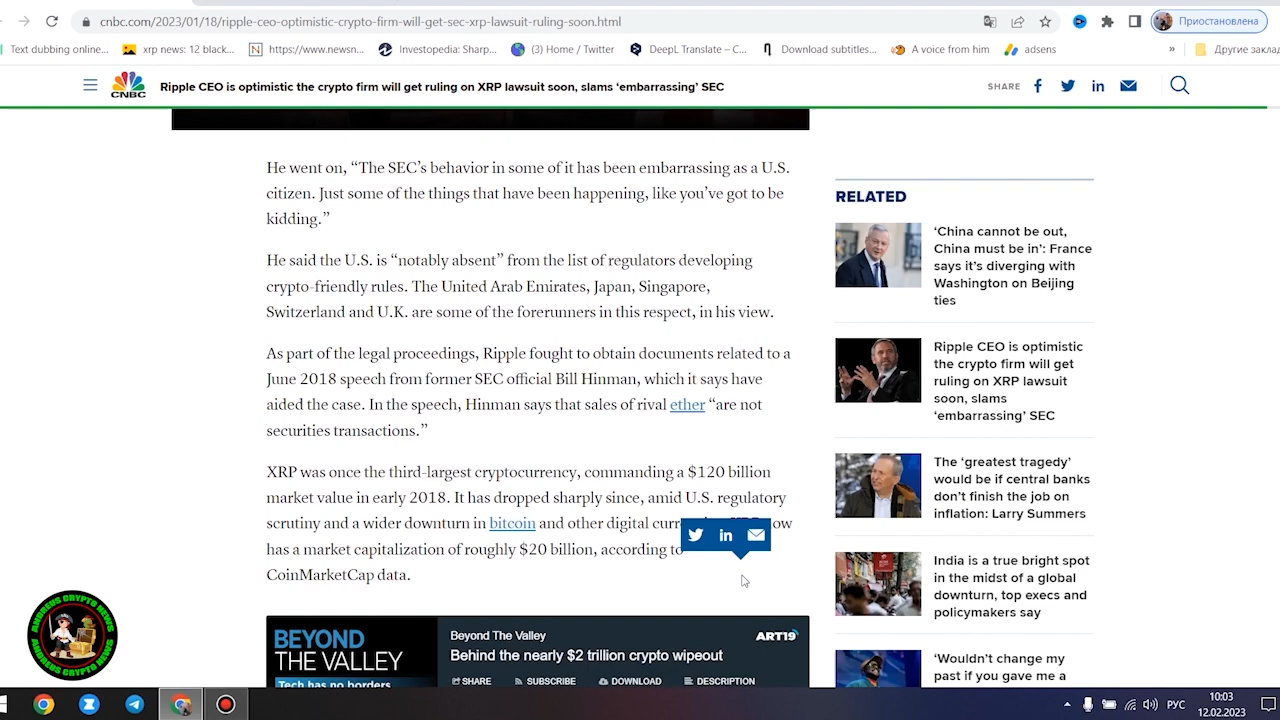 cnbc.com/2023/01/18/ripple-ceo-optimistic-crypto-firm-will-get-sec-xrp-lawsuit-ruling-soon.html
Приостановлена
Text dubbing online...
xrp news: 12 black...
https://www.newsn...
Investopedia: Sharp...
(3) Home / Twitter
DeepL Translate – C...
Download subtitles...
A voice from him
adsens
»
Другие заклад
CNBC
Ripple CEO is optimistic the crypto firm will get ruling on XRP lawsuit soon, slams ‘embarrassing’ SEC
SHARE
He went on, “The SEC’s behavior in some of it has been embarrassing as a U.S.
citizen. Just some of the things that have been happening, like you’ve got to be
kidding.”
He said the U.S. is “notably absent” from the list of regulators developing
crypto-friendly rules. The United Arab Emirates, Japan, Singapore,
Switzerland and U.K. are some of the forerunners in this respect, in his view.
As part of the legal proceedings, Ripple fought to obtain documents related to a
June 2018 speech from former SEC official Bill Hinman, which it says have
aided the case. In the speech, Hinman says that sales of rival ether “are not
securities transactions.”
XRP was once the third-largest cryptocurrency, commanding a $120 billion
market value in early 2018. It has dropped sharply since, amid U.S. regulatory
scrutiny and a wider downturn in bitcoin and other digital
has a market capitalization of roughly $20 billion, according to
CoinMarketCap data.
RELATED
‘China cannot be out,
China must be in’: France
says it’s diverging with
Washington on Beijing
ties
Ripple CEO is optimistic
the crypto firm will get
ruling on XRP lawsuit
soon, slams
‘embarrassing’ SEC
The ‘greatest tragedy’
would be if central banks
don’t finish the job on
inflation: Larry Summers
India is a true bright spot
in the midst of a global
downturn, top execs and
policymakers say
‘Wouldn’t change my
past if you gave me a
ANDREUS CRYPTO NEWS
ANDREUS CRYPTO NEWS
BEYOND
THE VALLEY
Tech has no borders
Beyond The Valley
Behind the nearly $2 trillion crypto wipeout
ART19
SHARE
SUBSCRIBE
DOWNLOAD
DESCRIPTION
РУС
10:03
12.02.2023